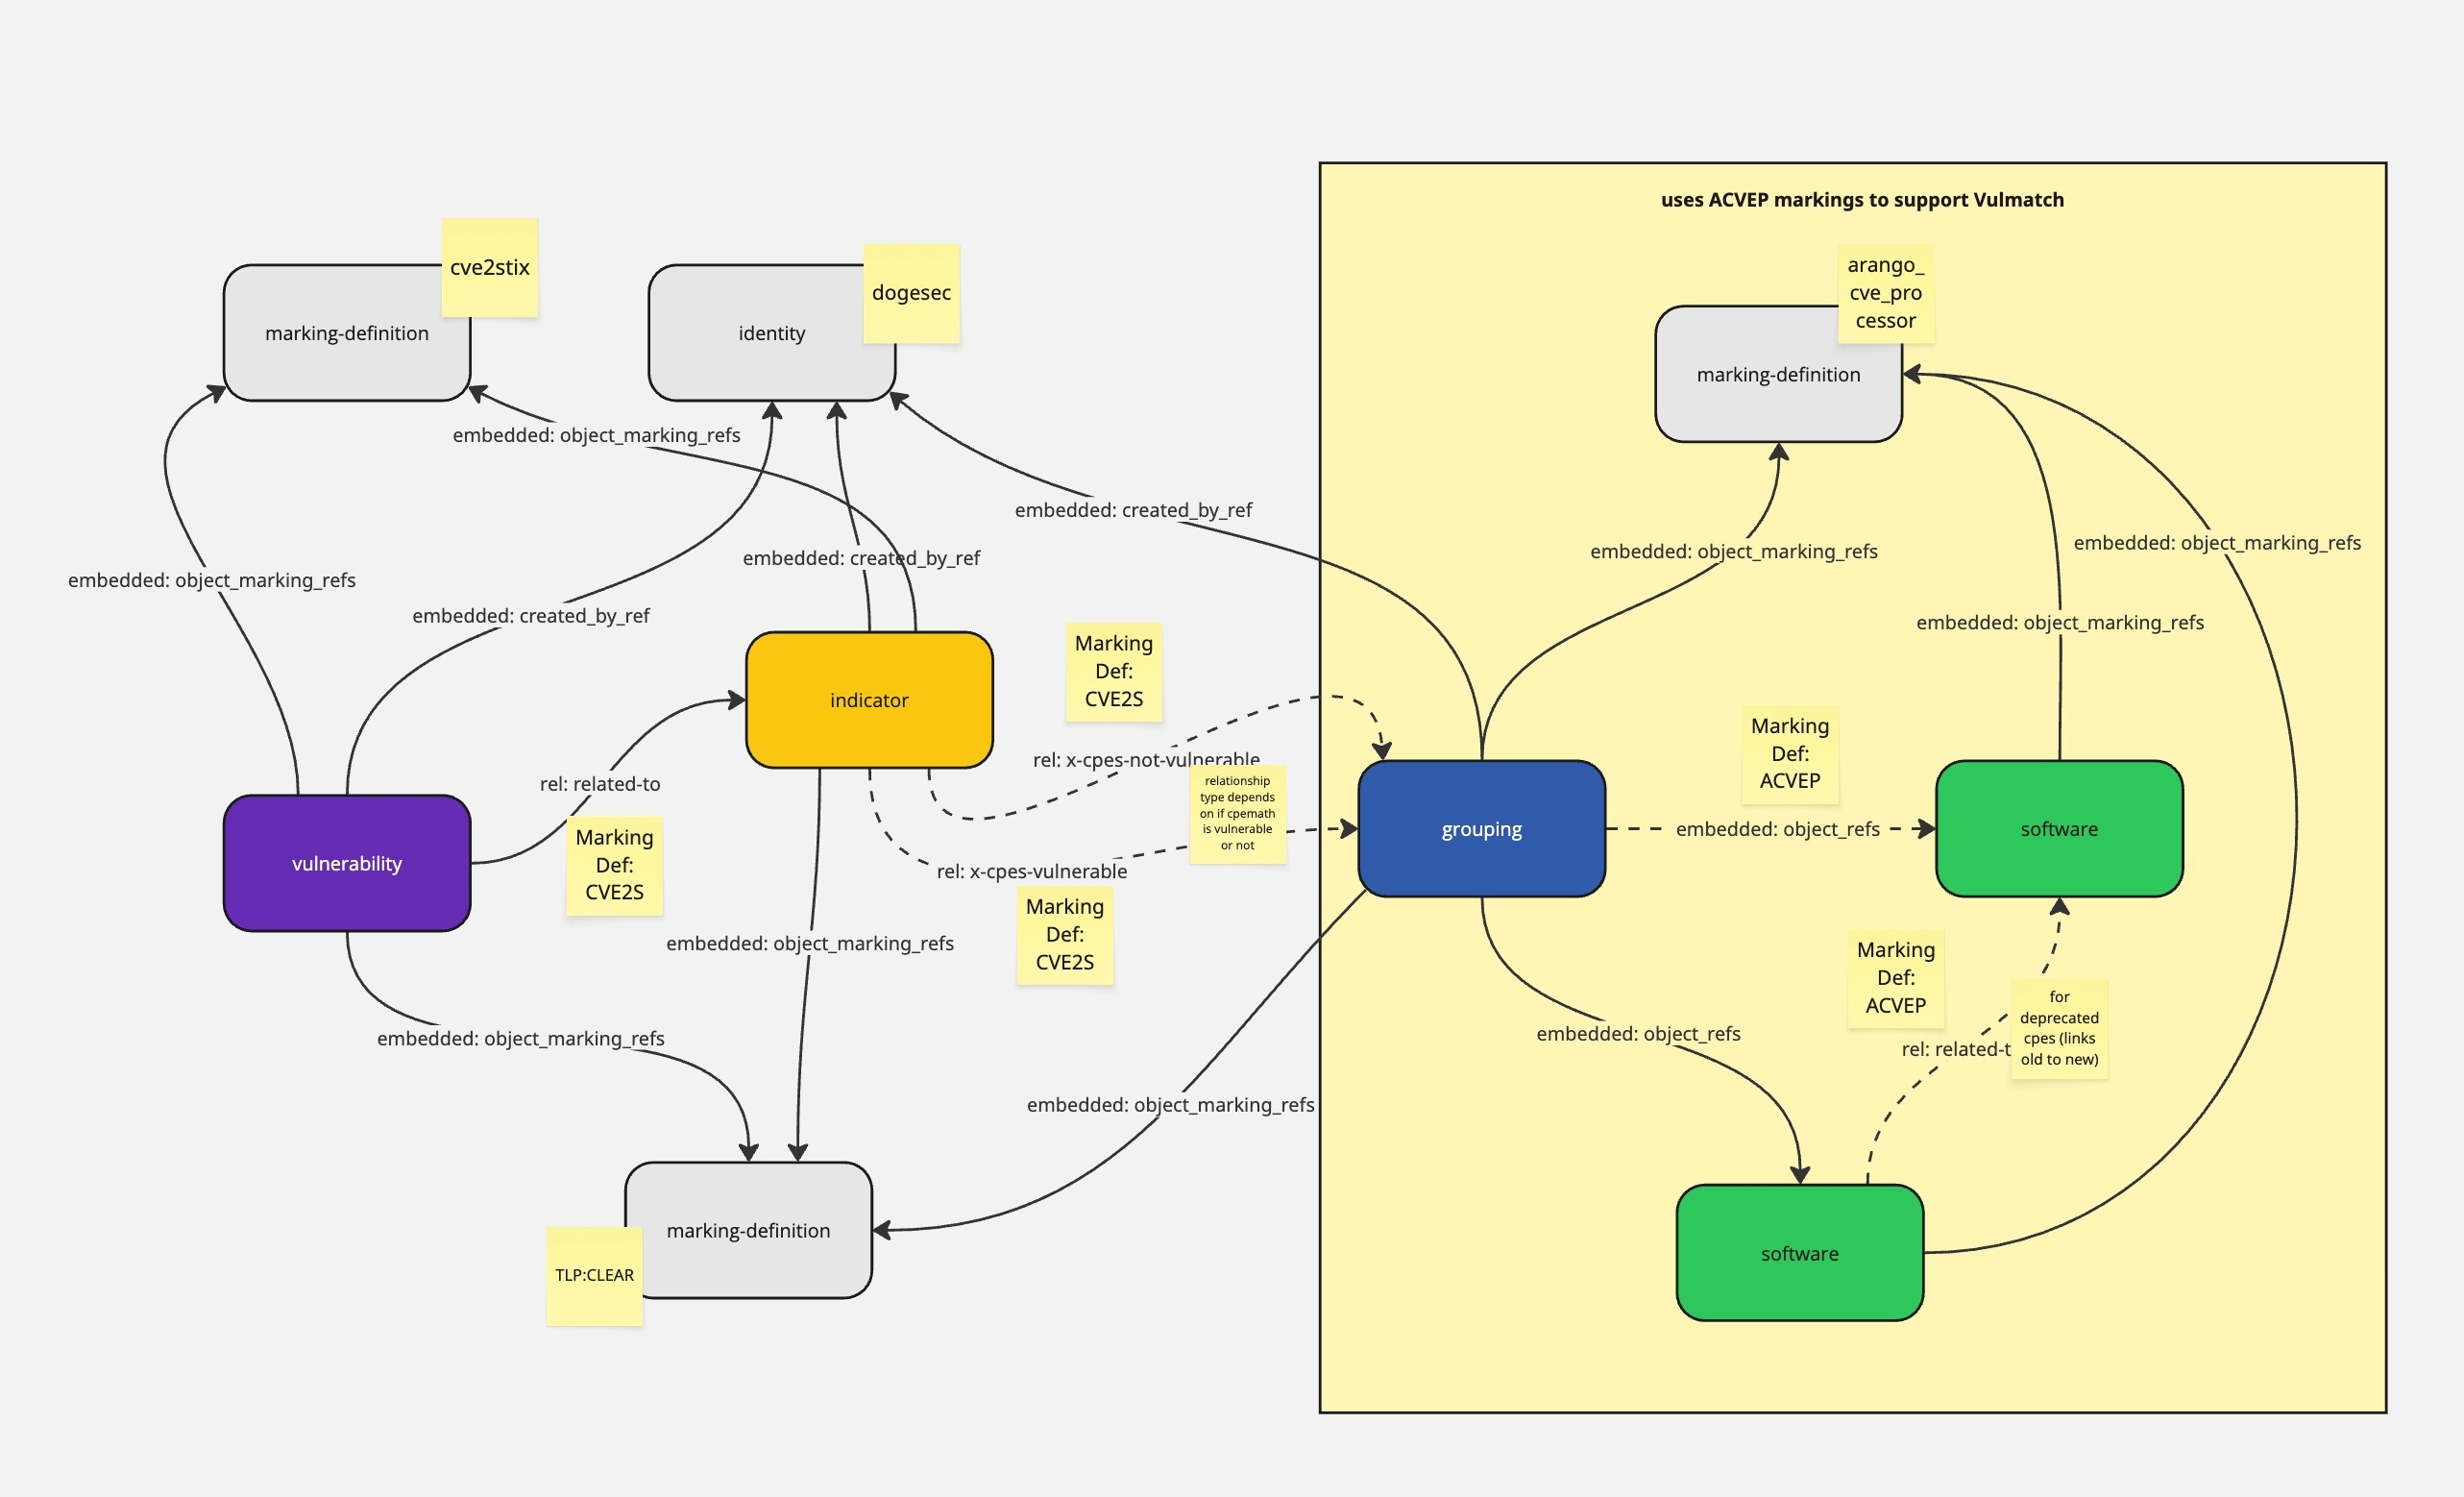 uses ACVEP markings to support Vulmatch
cve2stix
marking-definition
dogesec
identity
arango_
cve_pro
cessor
marking-definition
embedded: object_marking_refs
embedded: created_by_ref
embedded: object_marking_refs
embedded: object_marking_refs
embedded: created_by_ref
embedded: object_marking_refs
embedded: created_by_ref
embedded: object_marking_refs
Marking
Def:
CVE2S
indicator
rel: x-cpes-not-vulnerable
relationship
type depends
on if cpemath
is vulnerable
or not
Marking
Def:
ACVEP
rel: related-to
Marking
Def:
CVE2S
vulnerability
grouping
embedded: object_refs
software
rel: x-cpes-vulnerable
Marking
Def:
CVE2S
embedded: object_marking_refs
Marking
Def:
ACVEP
for
deprecated
cpes (links
old to new)
embedded: object_marking_refs
embedded: object_refs
rel: related-t
embedded: object_marking_refs
marking-definition
TLP:CLEAR
software